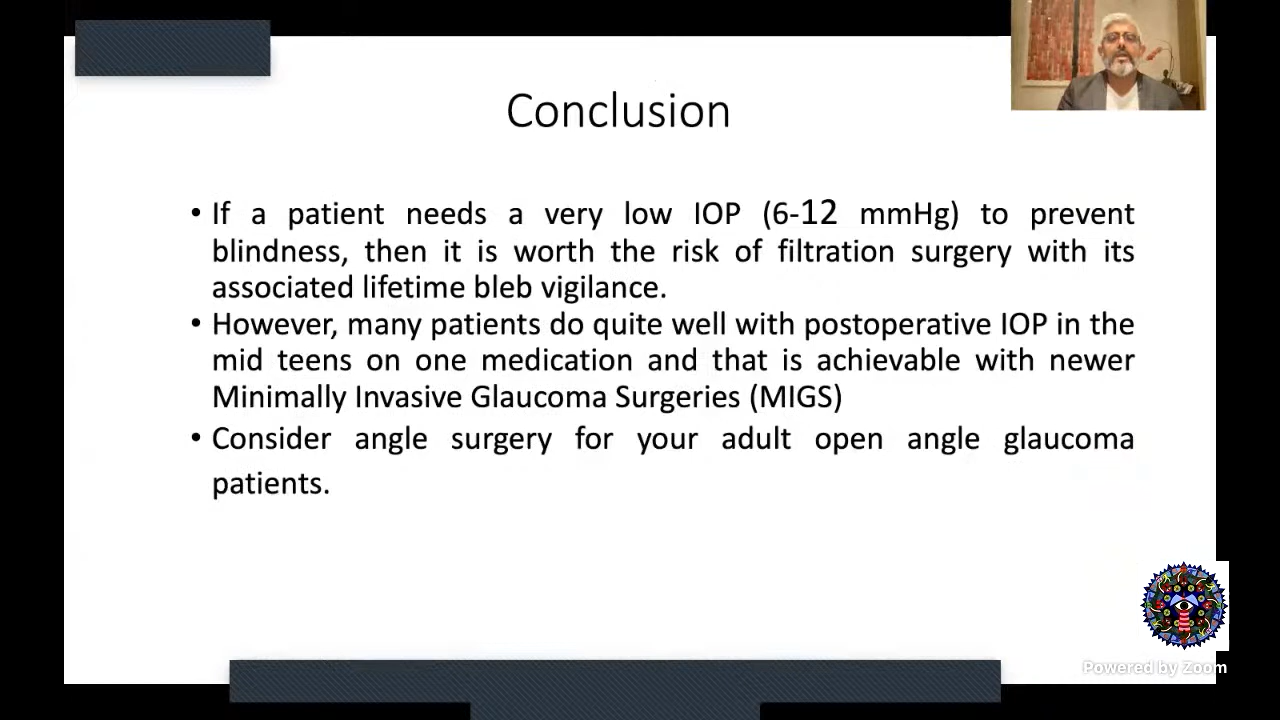 Conclusion
• If a patient needs a very low IOP (6-12 mmHg) to prevent
blindness, then it is worth the risk of filtration surgery with its
associated lifetime bleb vigilance.
• However, many patients do quite well with postoperative IOP in the
mid teens on one medication and that is achievable with newer
Minimally Invasive Glaucoma Surgeries (MIGS)
• Consider angle surgery for your adult open angle glaucoma
patients.
Powered by Zoom